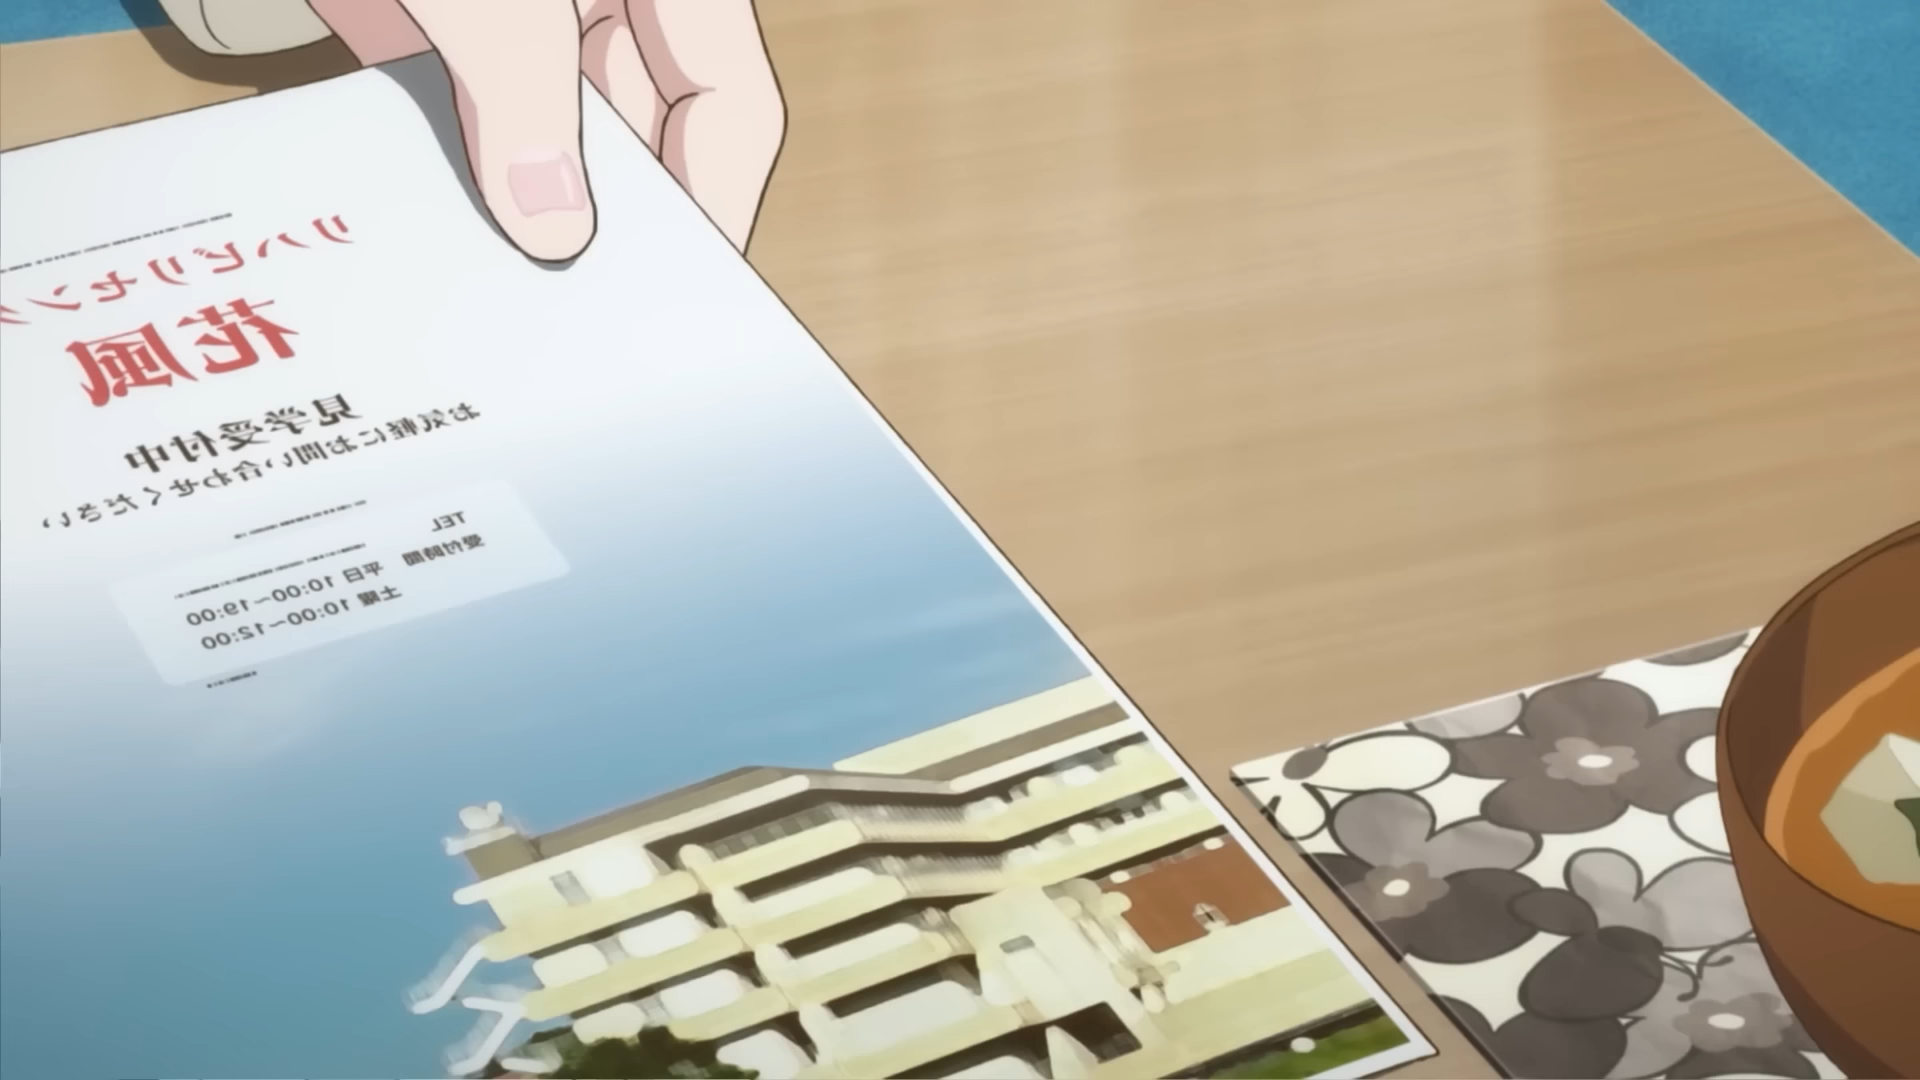 リハビリセンタ
花風
見学受付中
お気軽にお問い合わせください
TEL
受付時間 平日 10:00~19:00
土曜 10:00~12:00